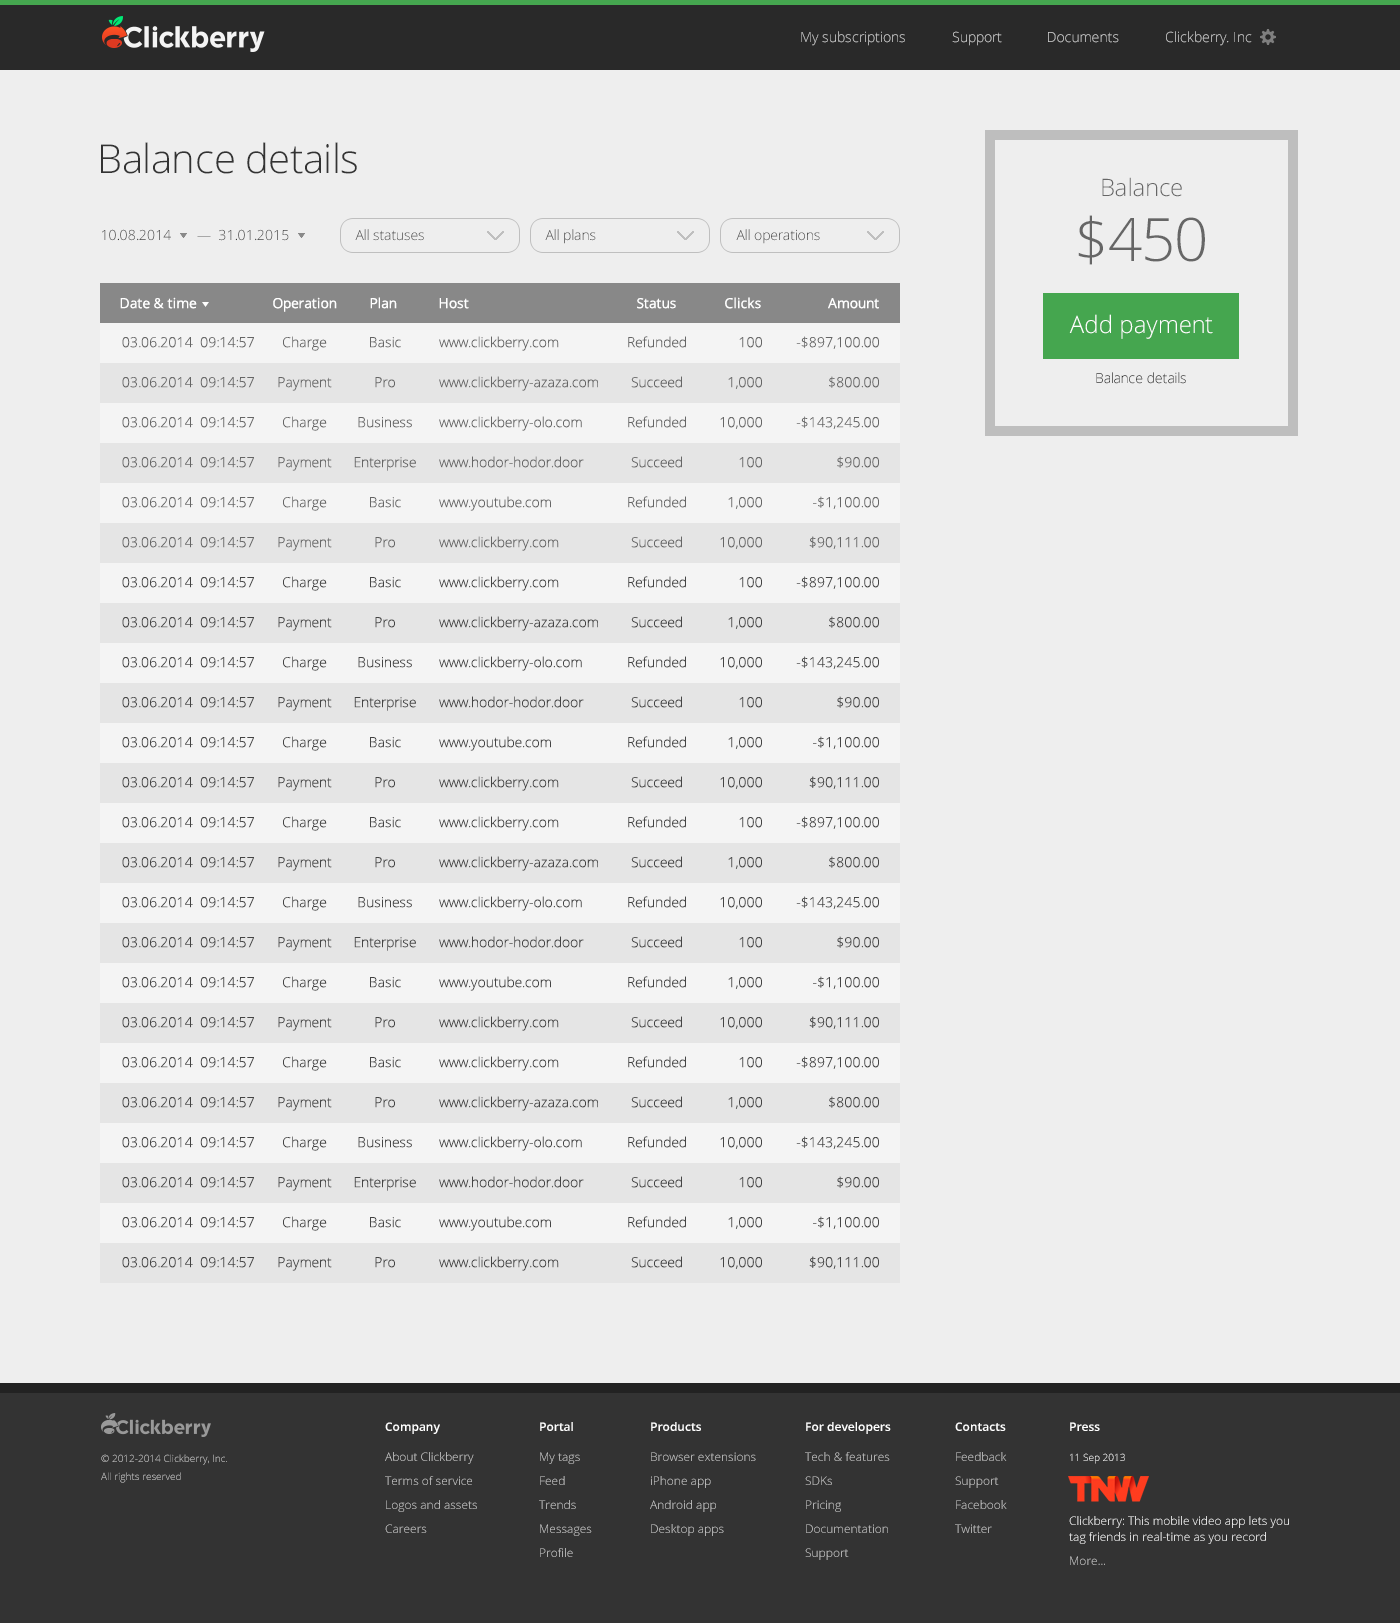 Clickberry
My subscriptions Support Documents Clickberry. Inc
Balance details
10.08.2014 — 31.01.2015 All statuses All plans All operations
Date & time Operation Plan Host Status Clicks Amount
03.06.2014 09:14:57 Charge Basic www.clickberry.com Refunded 100 -$897,100.00
03.06.2014 09:14:57 Payment Pro www.clickberry-azaza.com Succeed 1,000 $800.00
03.06.2014 09:14:57 Charge Business www.clickberry-olo.com Refunded 10,000 -$143,245.00
03.06.2014 09:14:57 Payment Enterprise www.hodor-hodor.door Succeed 100 $90.00
03.06.2014 09:14:57 Charge Basic www.youtube.com Refunded 1,000 -$1,100.00
03.06.2014 09:14:57 Payment Pro www.clickberry.com Succeed 10,000 $90,111.00
03.06.2014 09:14:57 Charge Basic www.clickberry.com Refunded 100 -$897,100.00
03.06.2014 09:14:57 Payment Pro www.clickberry-azaza.com Succeed 1,000 $800.00
03.06.2014 09:14:57 Charge Business www.clickberry-olo.com Refunded 10,000 -$143,245.00
03.06.2014 09:14:57 Payment Enterprise www.hodor-hodor.door Succeed 100 $90.00
03.06.2014 09:14:57 Charge Basic www.youtube.com Refunded 1,000 -$1,100.00
03.06.2014 09:14:57 Payment Pro www.clickberry.com Succeed 10,000 $90,111.00
03.06.2014 09:14:57 Charge Basic www.clickberry.com Refunded 100 -$897,100.00
03.06.2014 09:14:57 Payment Pro www.clickberry-azaza.com Succeed 1,000 $800.00
03.06.2014 09:14:57 Charge Business www.clickberry-olo.com Refunded 10,000 -$143,245.00
03.06.2014 09:14:57 Payment Enterprise www.hodor-hodor.door Succeed 100 $90.00
03.06.2014 09:14:57 Charge Basic www.youtube.com Refunded 1,000 -$1,100.00
03.06.2014 09:14:57 Payment Pro www.clickberry.com Succeed 10,000 $90,111.00
03.06.2014 09:14:57 Charge Basic www.clickberry.com Refunded 100 -$897,100.00
03.06.2014 09:14:57 Payment Pro www.clickberry-azaza.com Succeed 1,000 $800.00
03.06.2014 09:14:57 Charge Business www.clickberry-olo.com Refunded 10,000 -$143,245.00
03.06.2014 09:14:57 Payment Enterprise www.hodor-hodor.door Succeed 100 $90.00
03.06.2014 09:14:57 Charge Basic www.youtube.com Refunded 1,000 -$1,100.00
03.06.2014 09:14:57 Payment Pro www.clickberry.com Succeed 10,000 $90,111.00
Balance
$450
Add payment
Balance details
Clickberry
© 2012-2014 Clickberry, Inc.
All rights reserved
Company
About Clickberry
Terms of service
Logos and assets
Careers
Portal
My tags
Feed
Trends
Messages
Profile
Products
Browser extensions
iPhone app
Android app
Desktop apps
For developers
Tech & features
SDKs
Pricing
Documentation
Support
Contacts
Feedback
Support
Facebook
Twitter
Press
11 Sep 2013
TNW
Clickberry: This mobile video app lets you
tag friends in real-time as you record
More...